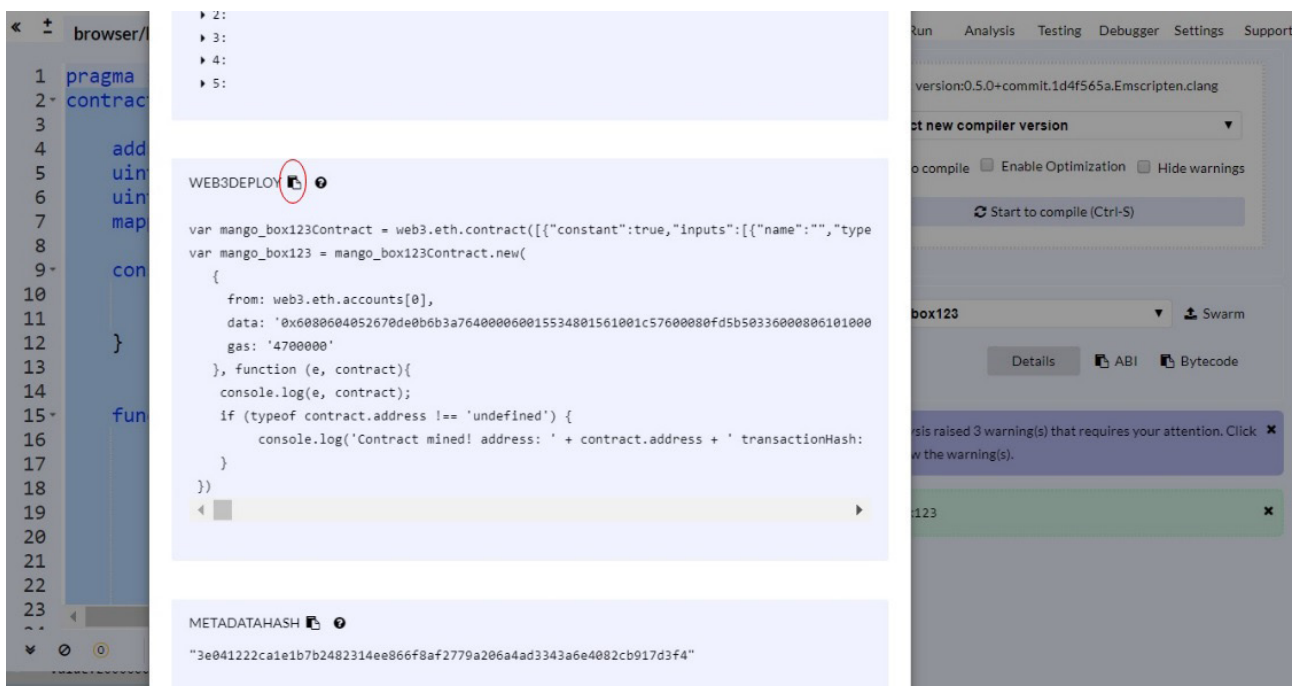 browser/l
Run Analysis Testing Debugger Settings Support
2:
3:
4:
5:
version:0.5.0+commit.1d4f565a.Emscripten.clang
ct new compiler version
o compile Enable Optimization Hide warnings
Start to compile (Ctrl-S)
box123
Swarm
Details ABI Bytecode
sis raised 3 warning(s) that requires your attention. Click
w the warning(s).
:123
1 pragma
2 contrac
3
4 add
5 uin
6 uin
7 map
8
9 con
10
11
12 }
13
14
15 fun
16
17
18
19
20
21
22
23
0
WEB3DEPLOY
var mango_box123Contract = web3.eth.contract([{"constant":true,"inputs":[{"name":"","type
var mango_box123 = mango_box123Contract.new(
{
from: web3.eth.accounts[0],
data: '0x6080604052670de0b6b3a764000060015534801561001c57600080fd5b50336000806101000
gas: '4700000'
}, function (e, contract){
console.log(e, contract);
if (typeof contract.address !== 'undefined') {
console.log('Contract mined! address: ' + contract.address + ' transactionHash:
}
})
METADATAHASH
"3e041222ca1e1b7b2482314ee866f8af2779a206a4ad3343a6e4082cb917d3f4"